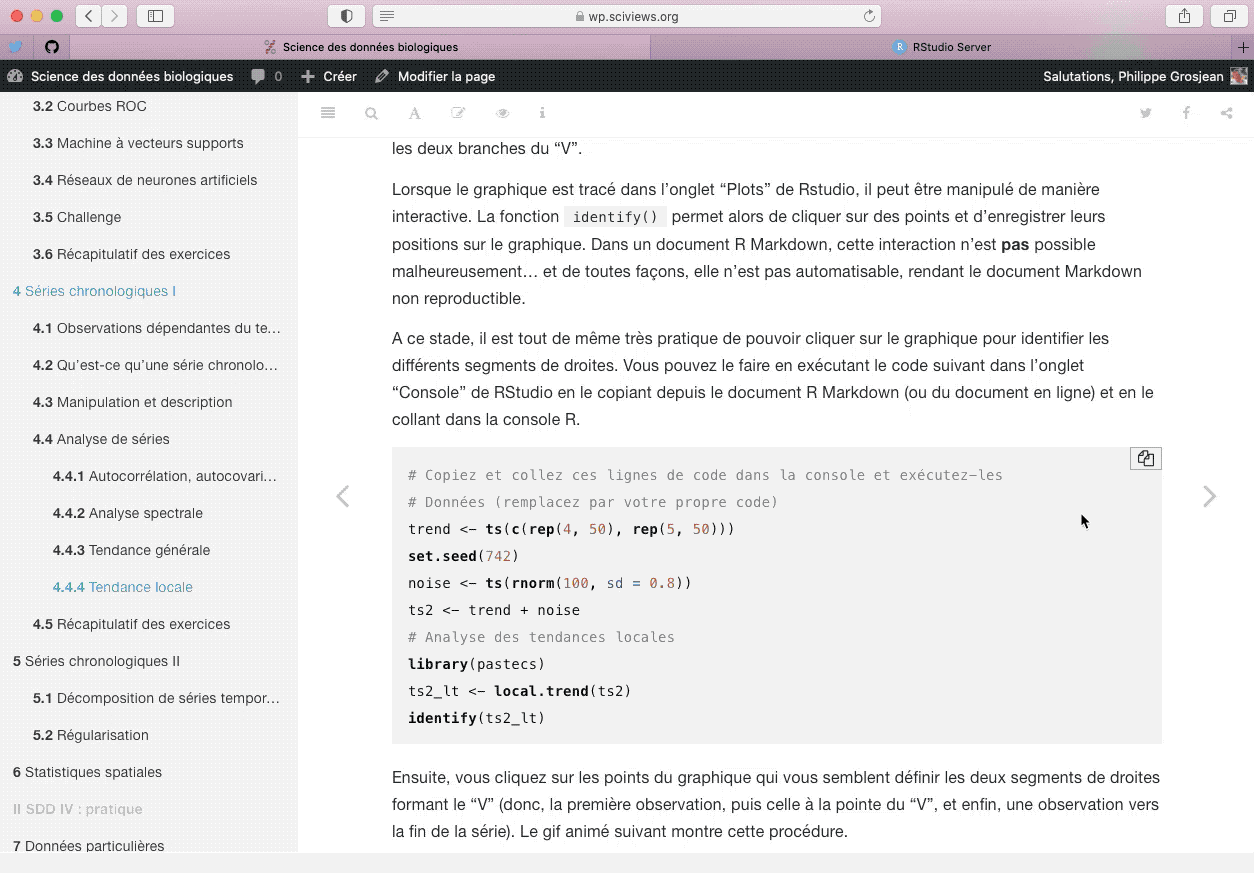 wp.sciviews.org
Science des données biologiques
RStudio Server
Science des données biologiques 0 Créer Modifier la page Salutations, Philippe Grosjean
3.2 Courbes ROC
3.3 Machine à vecteurs supports
3.4 Réseaux de neurones artificiels
3.5 Challenge
3.6 Récapitulatif des exercices
4 Séries chronologiques I
4.1 Observations dépendantes du te…
4.2 Qu’est-ce qu’une série chronolo…
4.3 Manipulation et description
4.4 Analyse de séries
4.4.1 Autocorrélation, autocovari…
4.4.2 Analyse spectrale
4.4.3 Tendance générale
4.4.4 Tendance locale
4.5 Récapitulatif des exercices
5 Séries chronologiques II
5.1 Décomposition de séries tempor…
5.2 Régularisation
6 Statistiques spatiales
II SDD IV : pratique
7 Données particulières
les deux branches du “V”.
Lorsque le graphique est tracé dans l’onglet “Plots” de Rstudio, il peut être manipulé de manière
interactive. La fonction identify() permet alors de cliquer sur des points et d’enregistrer leurs
positions sur le graphique. Dans un document R Markdown, cette interaction n’est pas possible
malheureusement… et de toutes façons, elle n’est pas automatisable, rendant le document Markdown
non reproductible.
A ce stade, il est tout de même très pratique de pouvoir cliquer sur le graphique pour identifier les
différents segments de droites. Vous pouvez le faire en exécutant le code suivant dans l’onglet
“Console” de RStudio en le copiant depuis le document R Markdown (ou du document en ligne) et en le
collant dans la console R.
# Copiez et collez ces lignes de code dans la console et exécutez-les
# Données (remplacez par votre propre code)
trend <- ts(c(rep(4, 50), rep(5, 50)))
set.seed(742)
noise <- ts(rnorm(100, sd = 0.8))
ts2 <- trend + noise
# Analyse des tendances locales
library(pastecs)
ts2_lt <- local.trend(ts2)
identify(ts2_lt)
Ensuite, vous cliquez sur les points du graphique qui vous semblent définir les deux segments de droites
formant le “V” (donc, la première observation, puis celle à la pointe du “V”, et enfin, une observation vers
la fin de la série). Le gif animé suivant montre cette procédure.